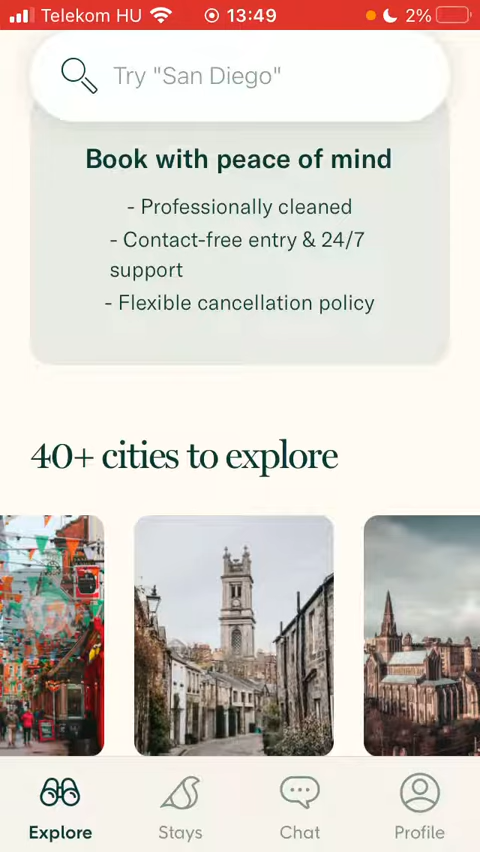 Telekom HU 13:49 2%
Try "San Diego"
Book with peace of mind
- Professionally cleaned
- Contact-free entry & 24/7
support
- Flexible cancellation policy
40+ cities to explore
Explore Stays Chat Profile